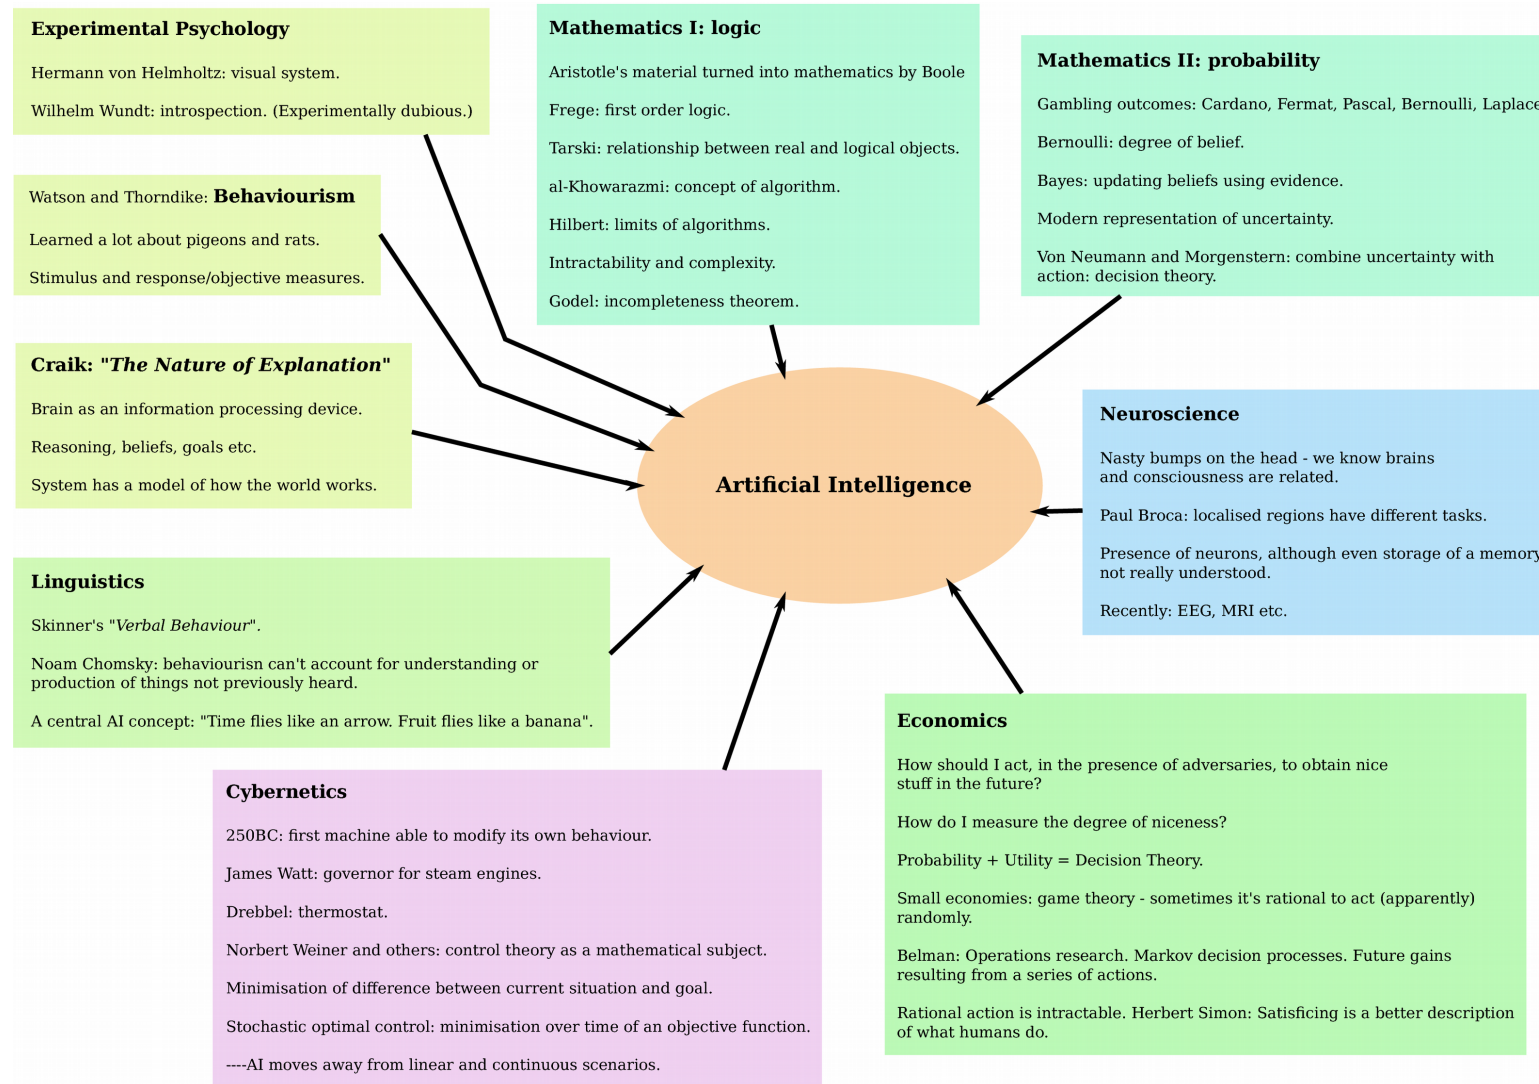 Experimental Psychology
Hermann von Helmholtz: visual system.
Wilhelm Wundt: introspection. (Experimentally dubious.)
Watson and Thorndike: Behaviourism
Learned a lot about pigeons and rats.
Stimulus and response/objective measures.
Craik: "The Nature of Explanation"
Brain as an information processing device.
Reasoning, beliefs, goals etc.
System has a model of how the world works.
Linguistics
Skinner's "Verbal Behaviour".
Noam Chomsky: behaviourisn can't account for understanding or
production of things not previously heard.
A central AI concept: "Time flies like an arrow. Fruit flies like a banana".
Cybernetics
250BC: first machine able to modify its own behaviour.
James Watt: governor for steam engines.
Drebbel: thermostat.
Norbert Weiner and others: control theory as a mathematical subject.
Minimisation of difference between current situation and goal.
Stochastic optimal control: minimisation over time of an objective function.
----AI moves away from linear and continuous scenarios.
Mathematics I: logic
Aristotle's material turned into mathematics by Boole
Frege: first order logic.
Tarski: relationship between real and logical objects.
al-Khowarazmi: concept of algorithm.
Hilbert: limits of algorithms.
Intractability and complexity.
Godel: incompleteness theorem.
Artificial Intelligence
Mathematics II: probability
Gambling outcomes: Cardano, Fermat, Pascal, Bernoulli, Laplace
Bernoulli: degree of belief.
Bayes: updating beliefs using evidence.
Modern representation of uncertainty.
Von Neumann and Morgenstern: combine uncertainty with
action: decision theory.
Neuroscience
Nasty bumps on the head - we know brains
and consciousness are related.
Paul Broca: localised regions have different tasks.
Presence of neurons, although even storage of a memory
not really understood.
Recently: EEG, MRI etc.
Economics
How should I act, in the presence of adversaries, to obtain nice
stuff in the future?
How do I measure the degree of niceness?
Probability + Utility = Decision Theory.
Small economies: game theory - sometimes it's rational to act (apparently)
randomly.
Belman: Operations research. Markov decision processes. Future gains
resulting from a series of actions.
Rational action is intractable. Herbert Simon: Satisficing is a better description
of what humans do.